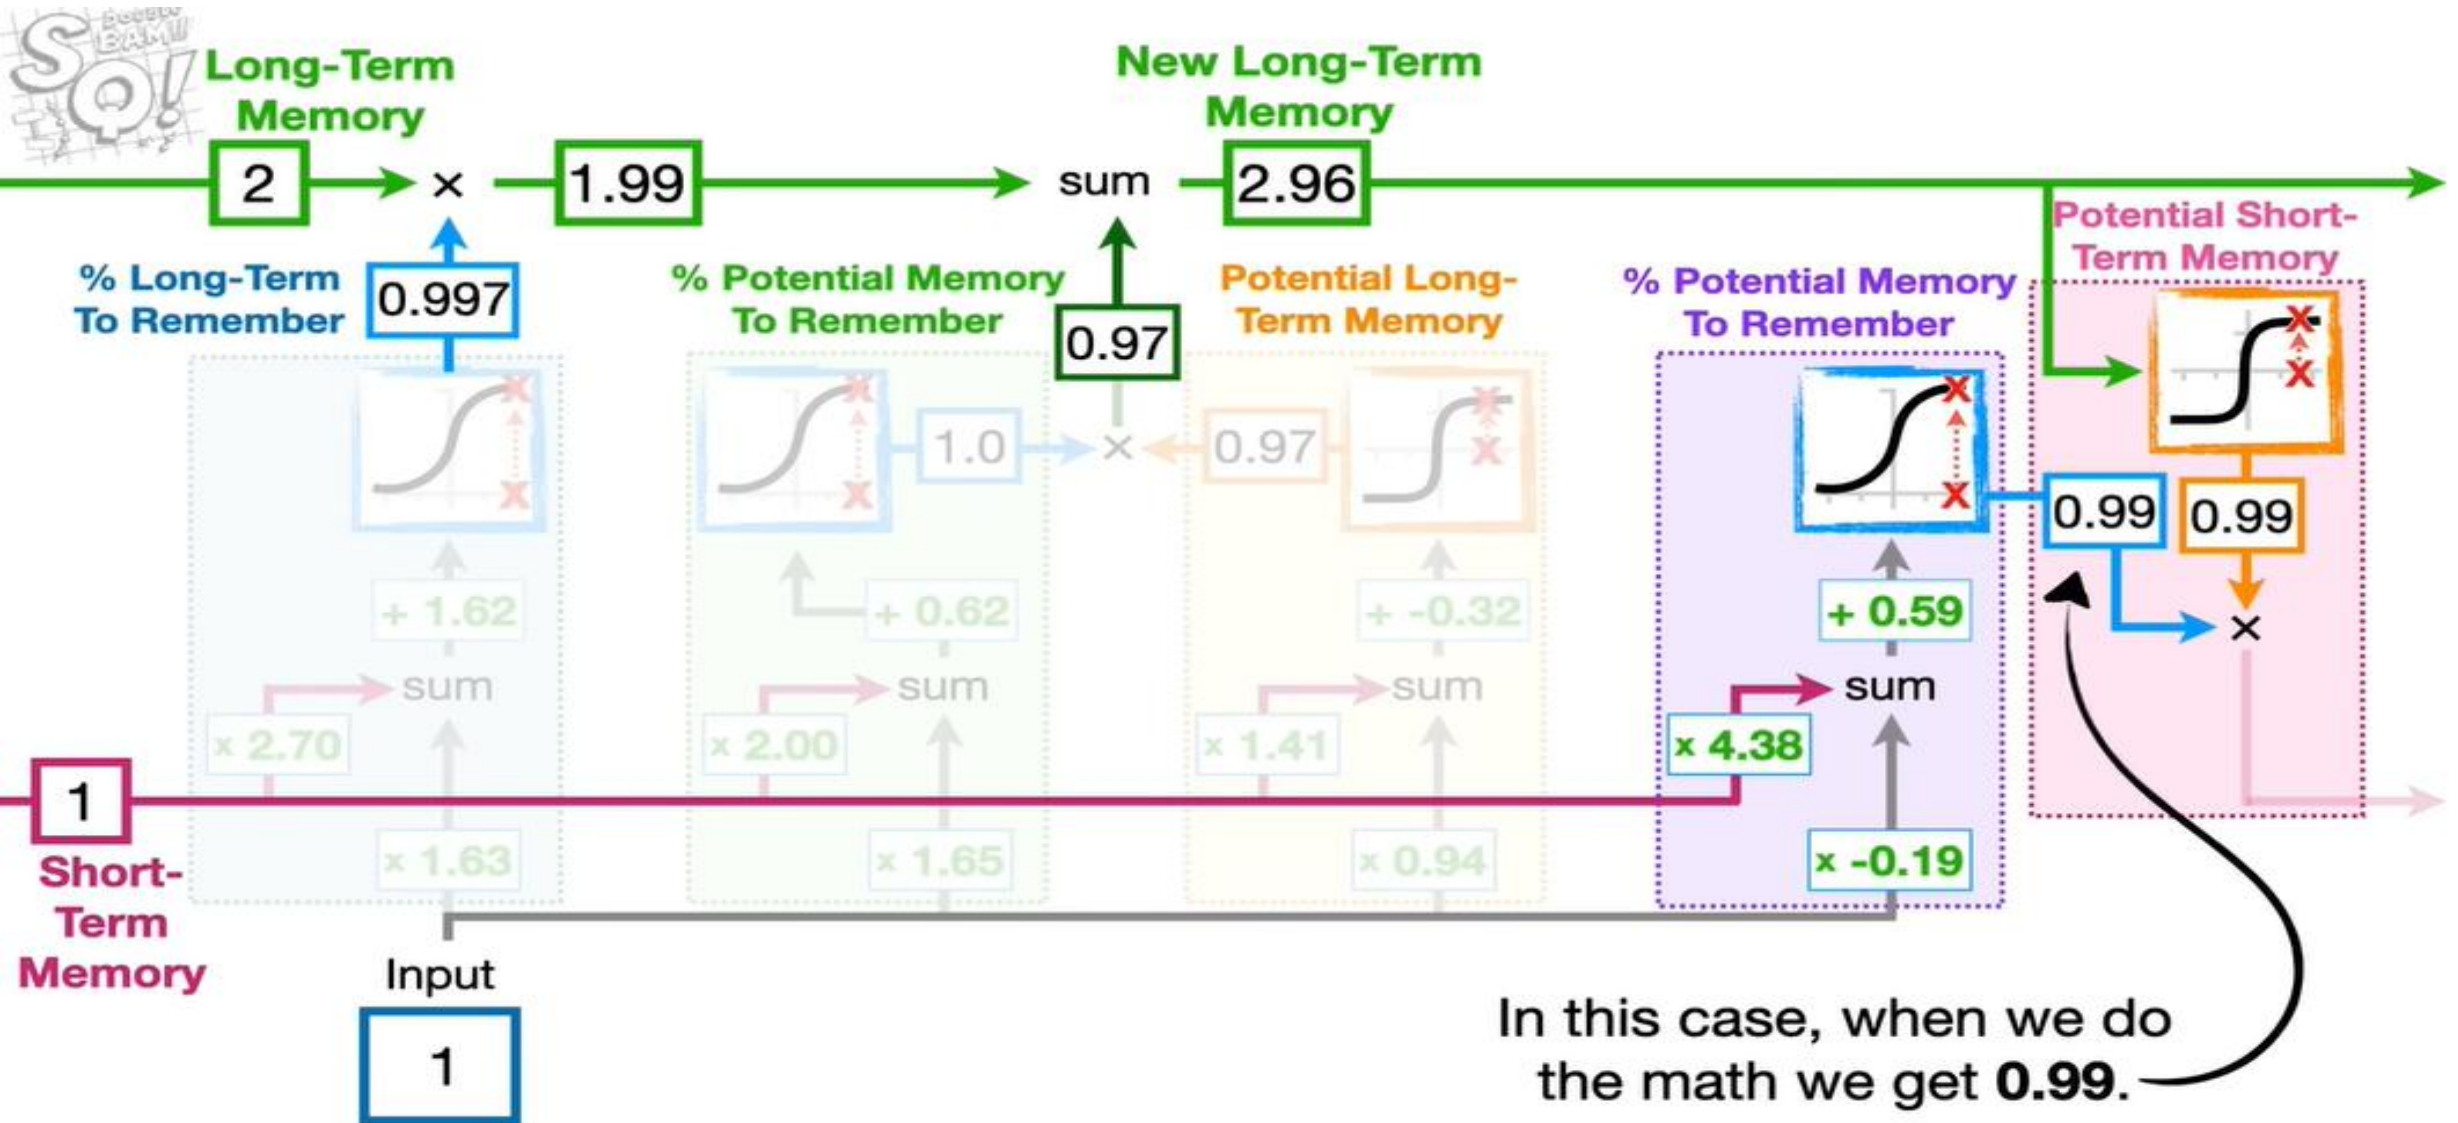 DOUBLE
BAM!!
SQ!
Long-Term
Memory
New Long-Term
Memory
2
×
1.99
sum
2.96
Potential Short-
Term Memory
% Long-Term
To Remember
0.997
% Potential Memory
To Remember
0.97
Potential Long-
Term Memory
% Potential Memory
To Remember
1.0
×
0.97
0.99
0.99
+ 1.62
+ 0.62
+ -0.32
+ 0.59
×
sum
sum
sum
sum
x 2.70
x 2.00
x 1.41
x 4.38
1
Short-
Term
Memory
x 1.63
x 1.65
x 0.94
x -0.19
Input
1
In this case, when we do
the math we get 0.99.